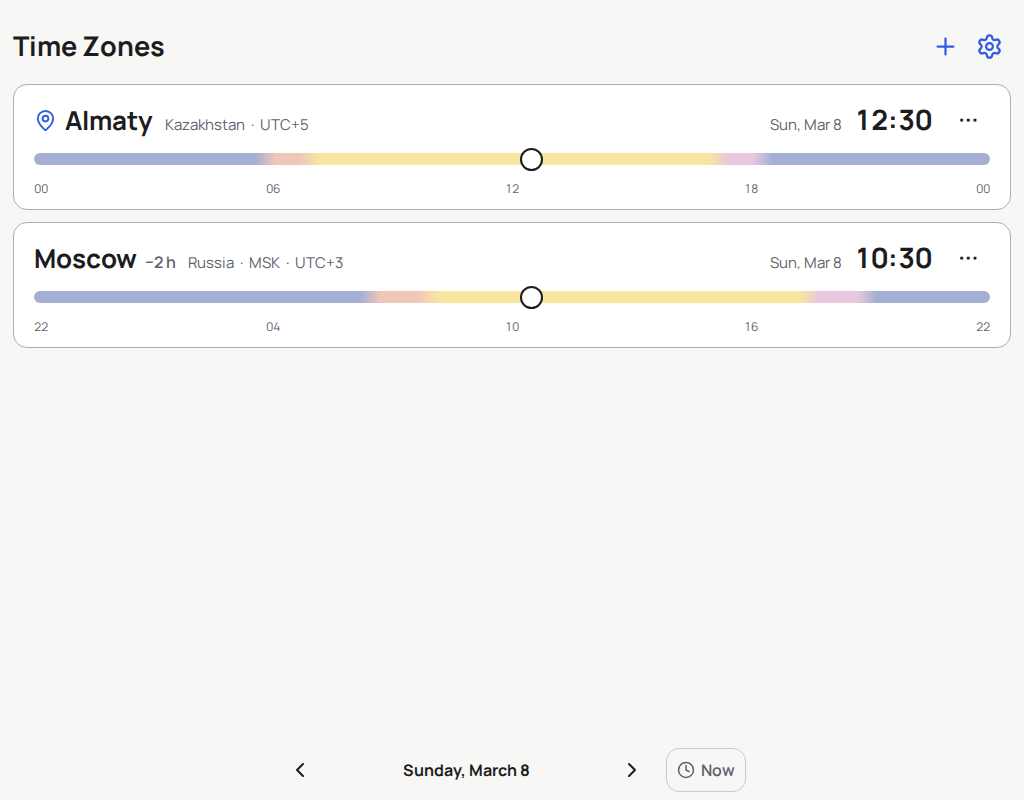 Time Zones
Almaty Kazakhstan · UTC+5 Sun, Mar 8 12:30 ···
00 06 12 18 00
Moscow −2 h Russia · MSK · UTC+3 Sun, Mar 8 10:30 ···
22 04 10 16 22
Sunday, March 8 Now